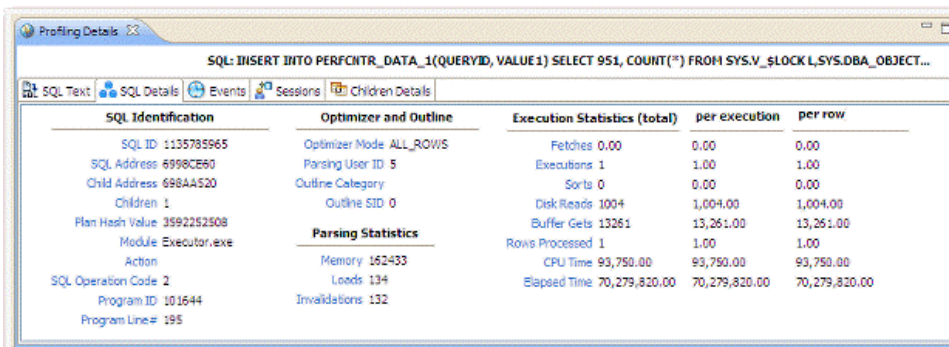 Profiling Details
SQL: INSERT INTO PERFCNTR_DATA_1(QUERYID, VALUE1) SELECT 951, COUNT(*) FROM SYS.V_$LOCK L,SYS.DBA_OBJECT...
SQL Text SQL Details Events Sessions Children Details
SQL Identification Optimizer and Outline Execution Statistics (total) per execution per row
SQL ID 1135785965 Optimizer Mode ALL_ROWS Fetches 0.00 0.00 0.00
SQL Address 6998CE60 Parsing User ID 5 Executions 1 1.00 1.00
Child Address 698AA520 Outline Category Sorts 0 0.00 0.00
Children 1 Outline SID 0 Disk Reads 1004 1,004.00 1,004.00
Plan Hash Value 3592252508 Buffer Gets 13261 13,261.00 13,261.00
Module Executor.exe Parsing Statistics Rows Processed 1 1.00 1.00
Action Memory 162433 CPU Time 93,750.00 93,750.00 93,750.00
SQL Operation Code 2 Loads 134 Elapsed Time 70,279,820.00 70,279,820.00 70,279,820.00
Program ID 101644 Invalidations 132
Program Line# 195